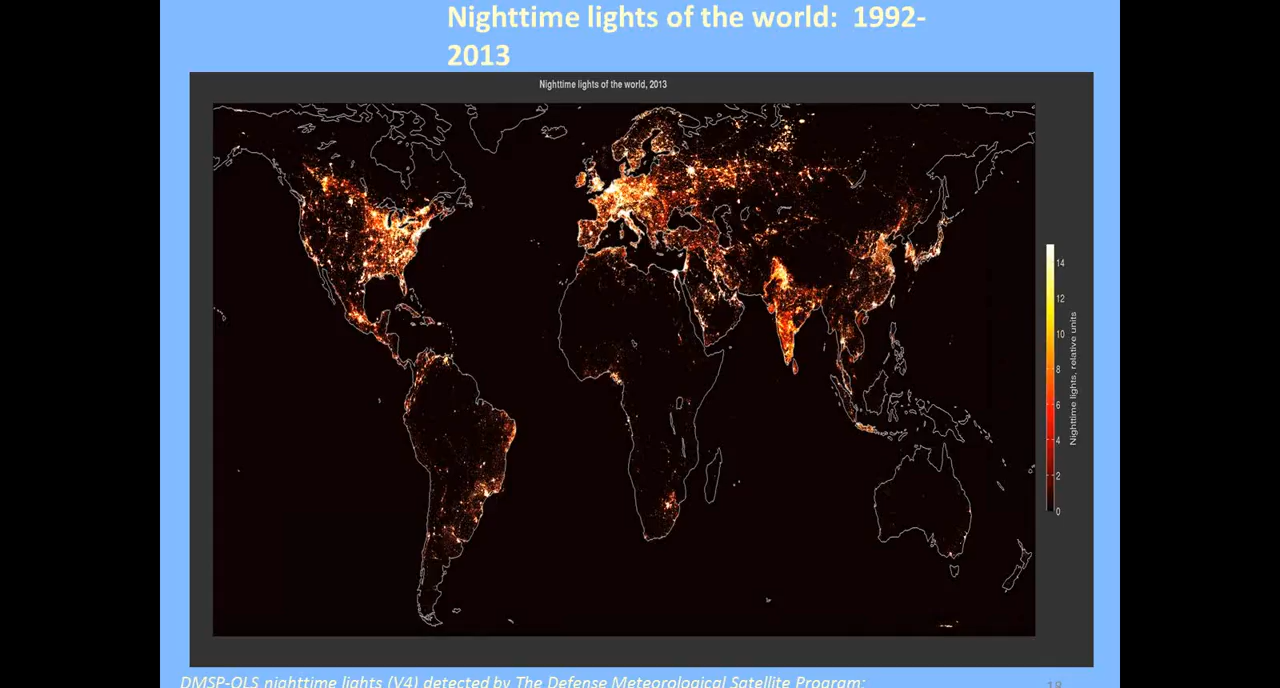 Nighttime lights of the world: 1992-
2013
Nighttime lights of the world, 2013
14
12
10
8
6
4
2
0
Nighttime lights, relative units
DMSP-OLS nighttime lights (V4) detected by The Defense Meteorological Satellite Program;
18